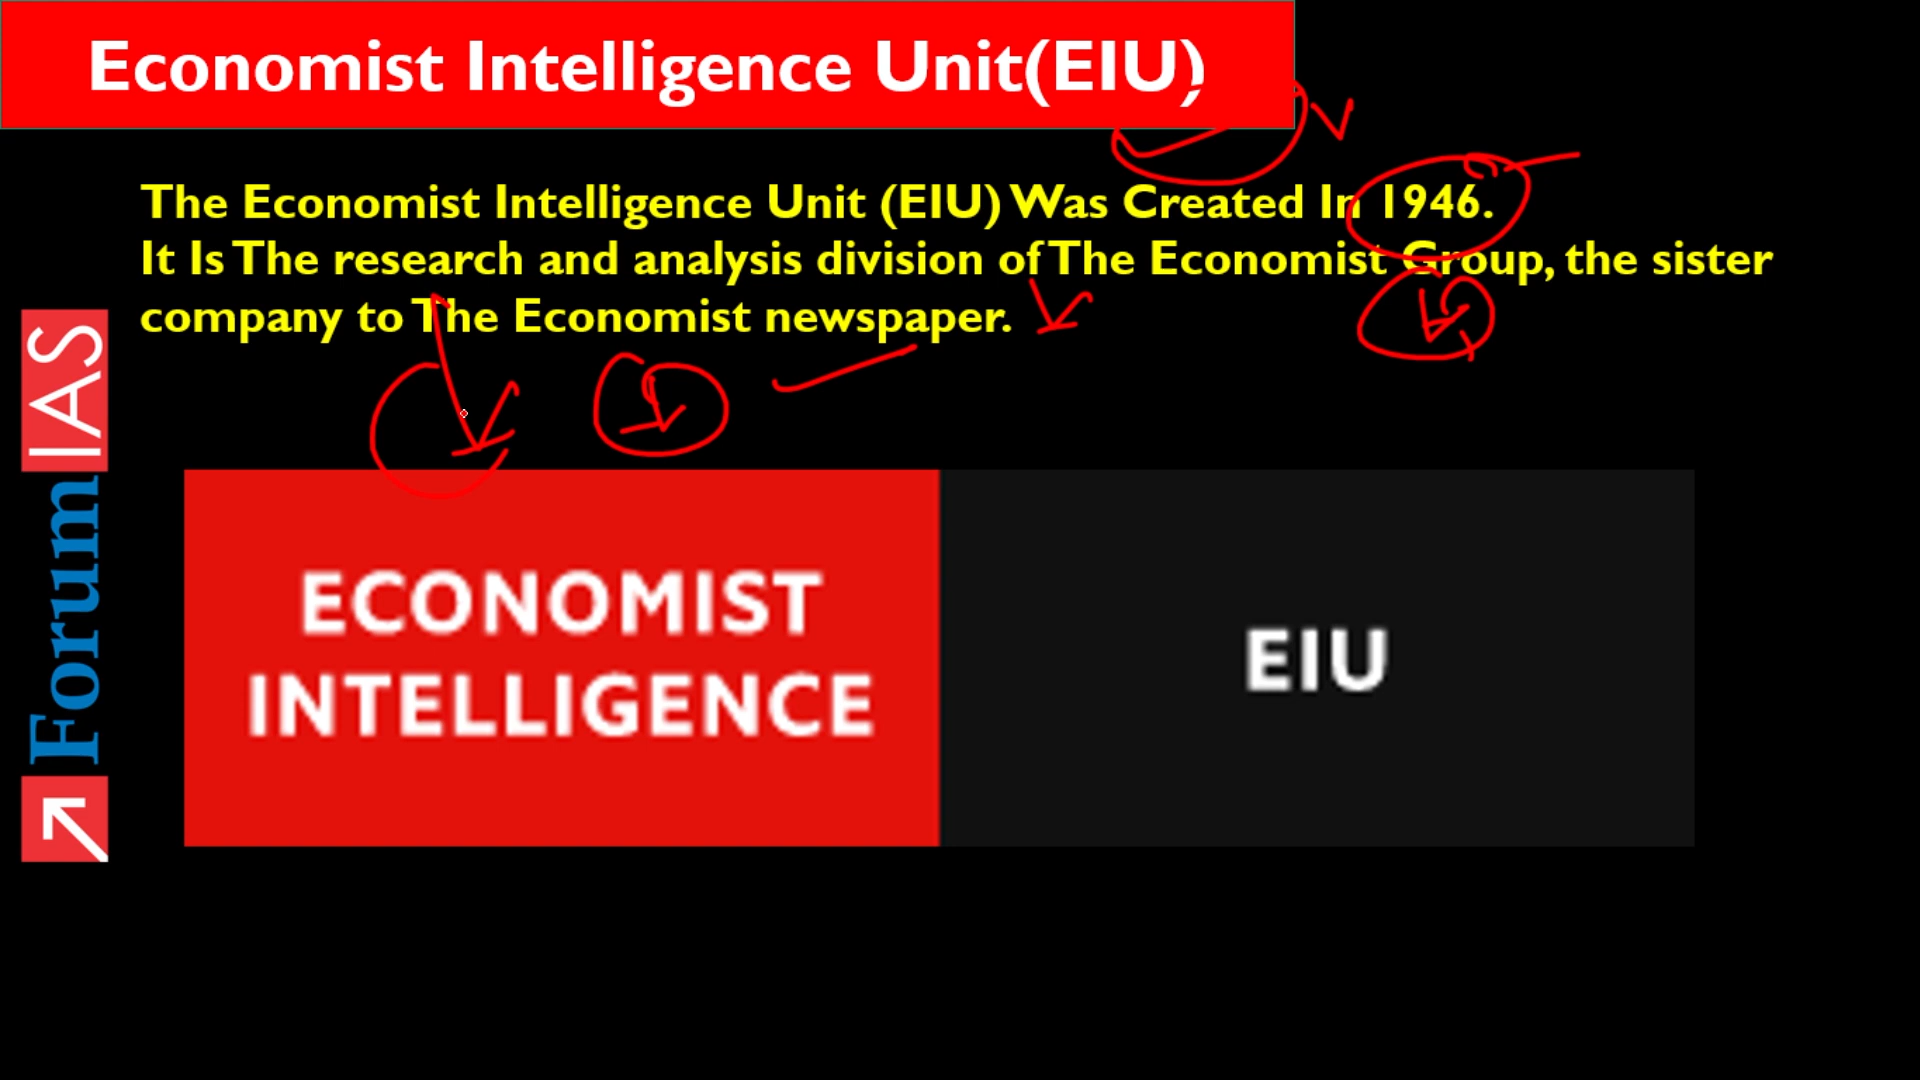 Economist Intelligence Unit(EIU)
The Economist Intelligence Unit (EIU) Was Created In 1946.
It Is The research and analysis division of The Economist Group, the sister
company to The Economist newspaper.
ForumIAS
ECONOMIST
INTELLIGENCE
EIU